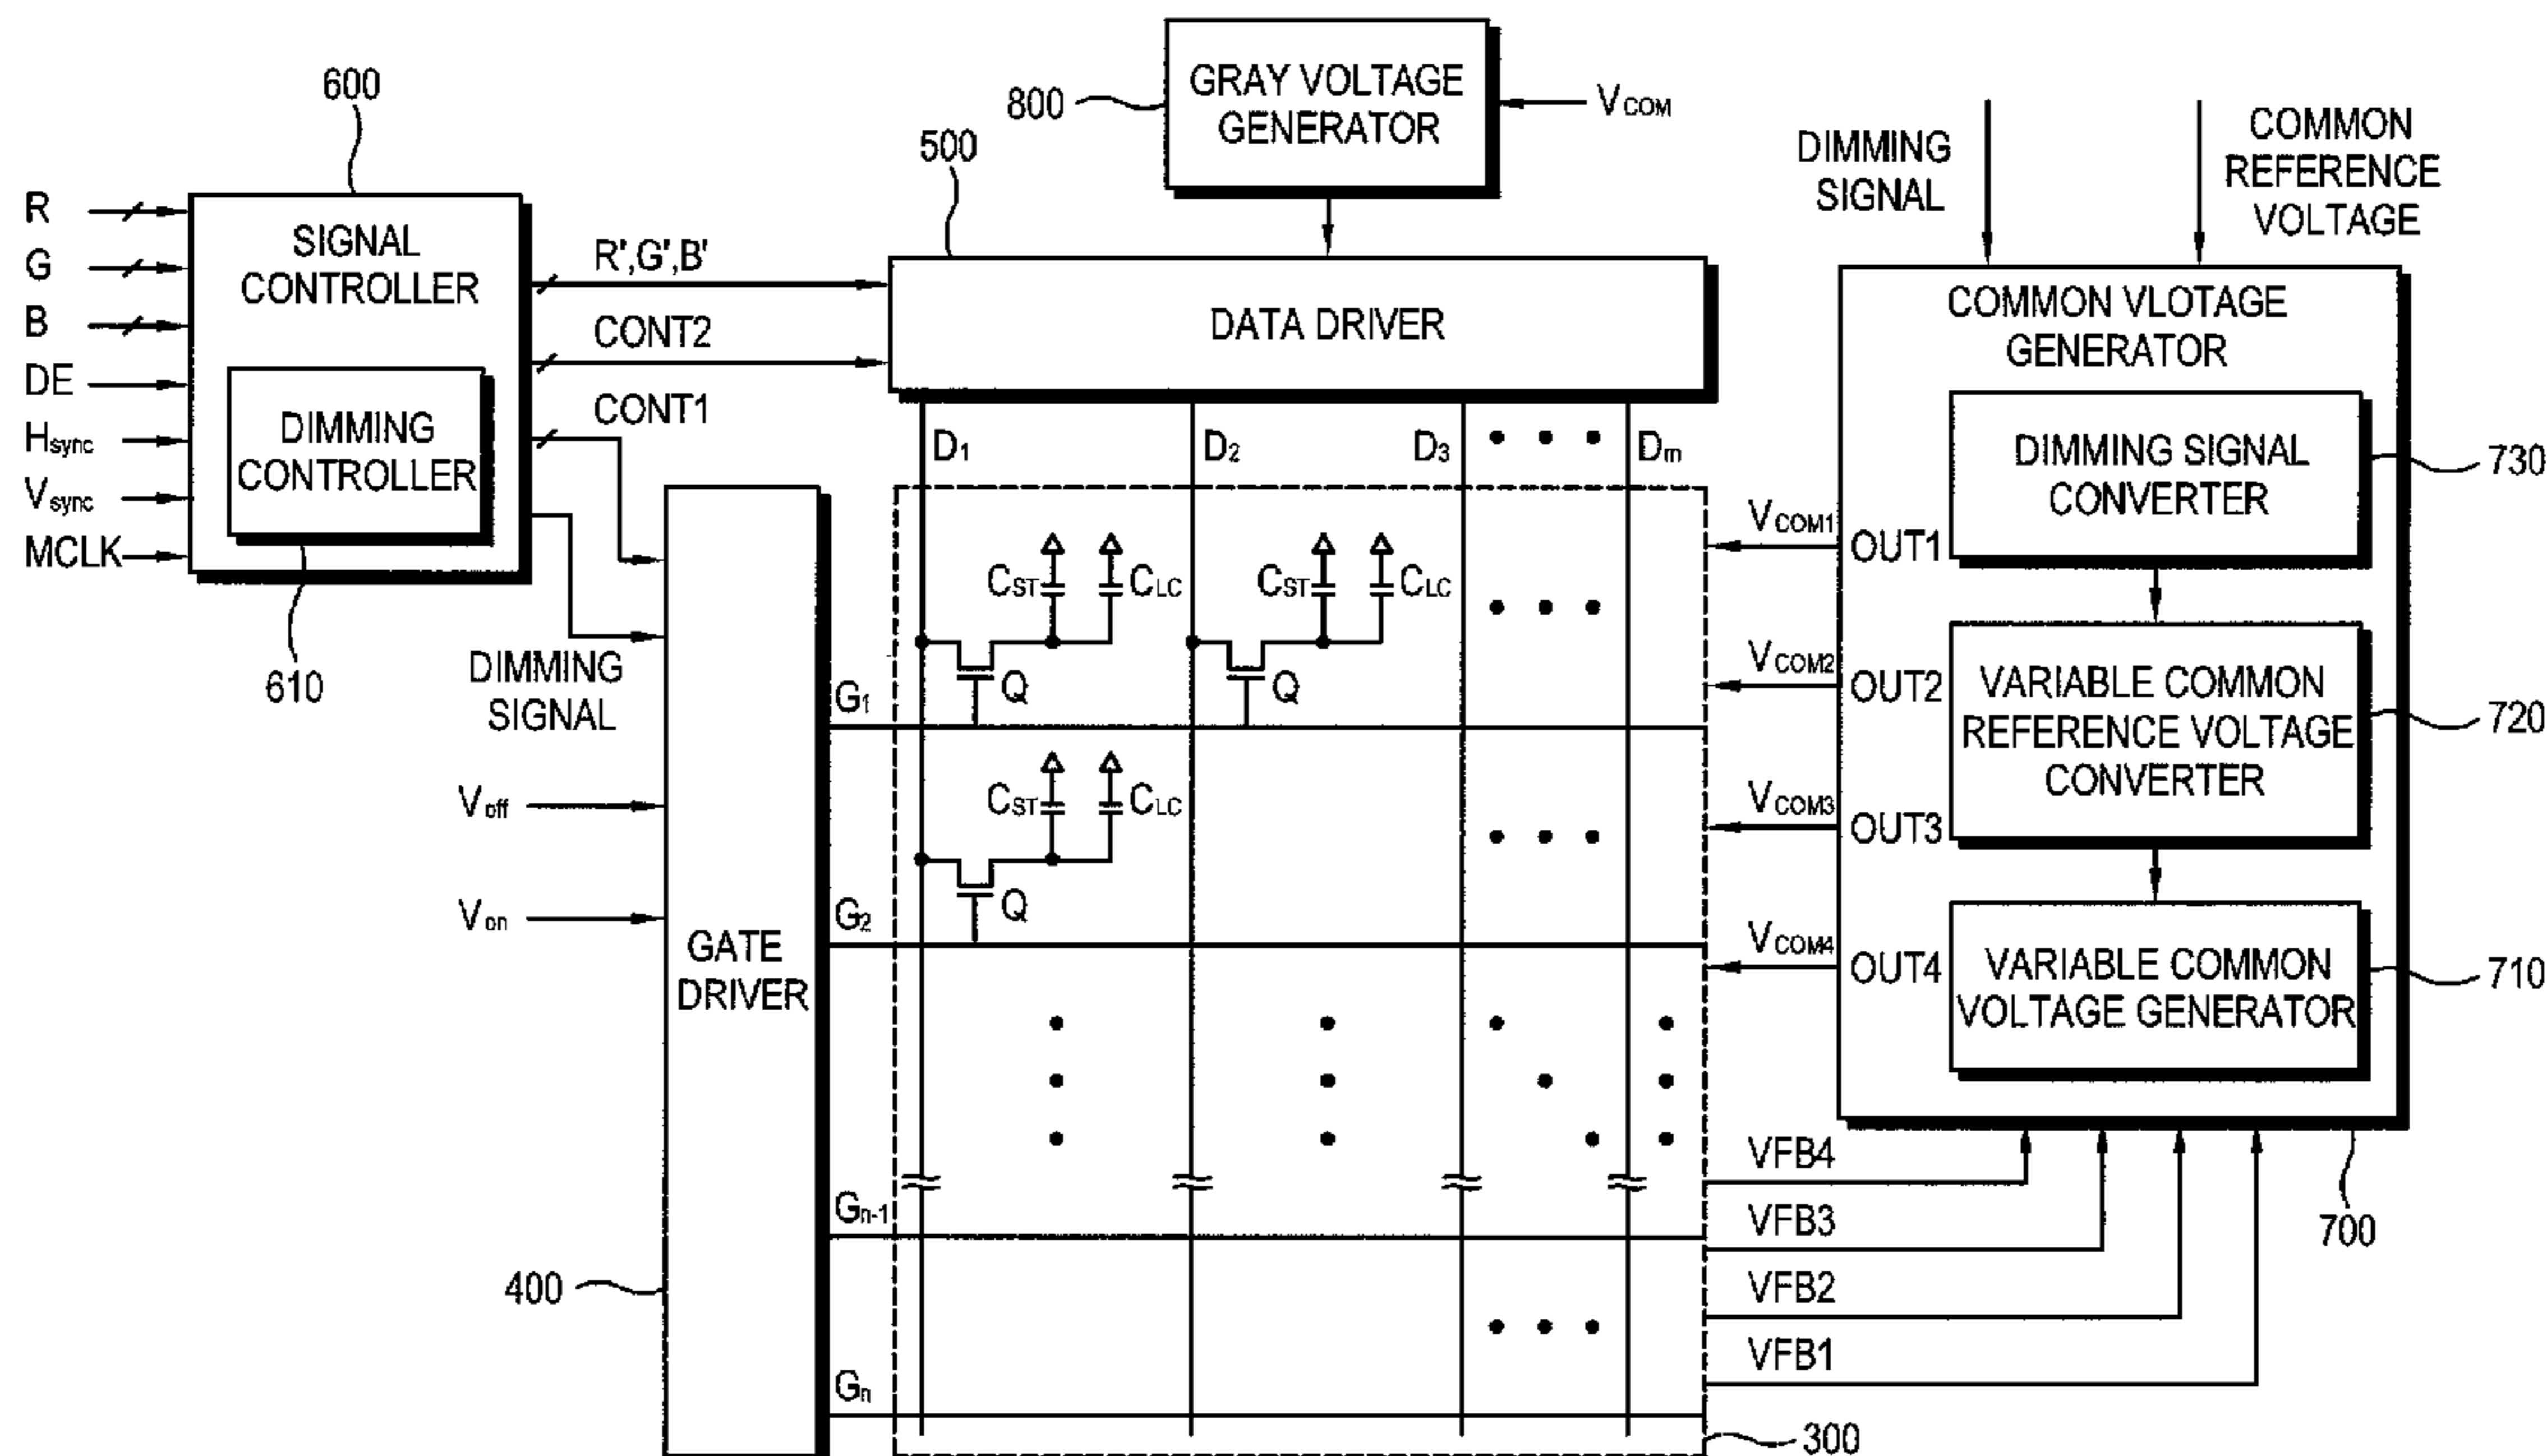 600
R
G
B
DE
Hsync
Vsync
MCLK
SIGNAL
CONTROLLER
DIMMING
CONTROLLER
610
R',G',B'
CONT2
CONT1
DIMMING
SIGNAL
800
GRAY VOLTAGE
GENERATOR
VCOM
500
DATA DRIVER
D1
D2
D3
Dm
Voff
Von
GATE
DRIVER
400
G1
G2
Gn-1
Gn
CST
CLC
Q
CST
CLC
Q
CST
CLC
Q
300
DIMMING
SIGNAL
COMMON
REFERENCE
VOLTAGE
COMMON VLOTAGE
GENERATOR
DIMMING SIGNAL
CONVERTER
730
VARIABLE COMMON
REFERENCE VOLTAGE
CONVERTER
720
VARIABLE COMMON
VOLTAGE GENERATOR
710
VCOM1
OUT1
VCOM2
OUT2
VCOM3
OUT3
VCOM4
OUT4
VFB4
VFB3
VFB2
VFB1
700